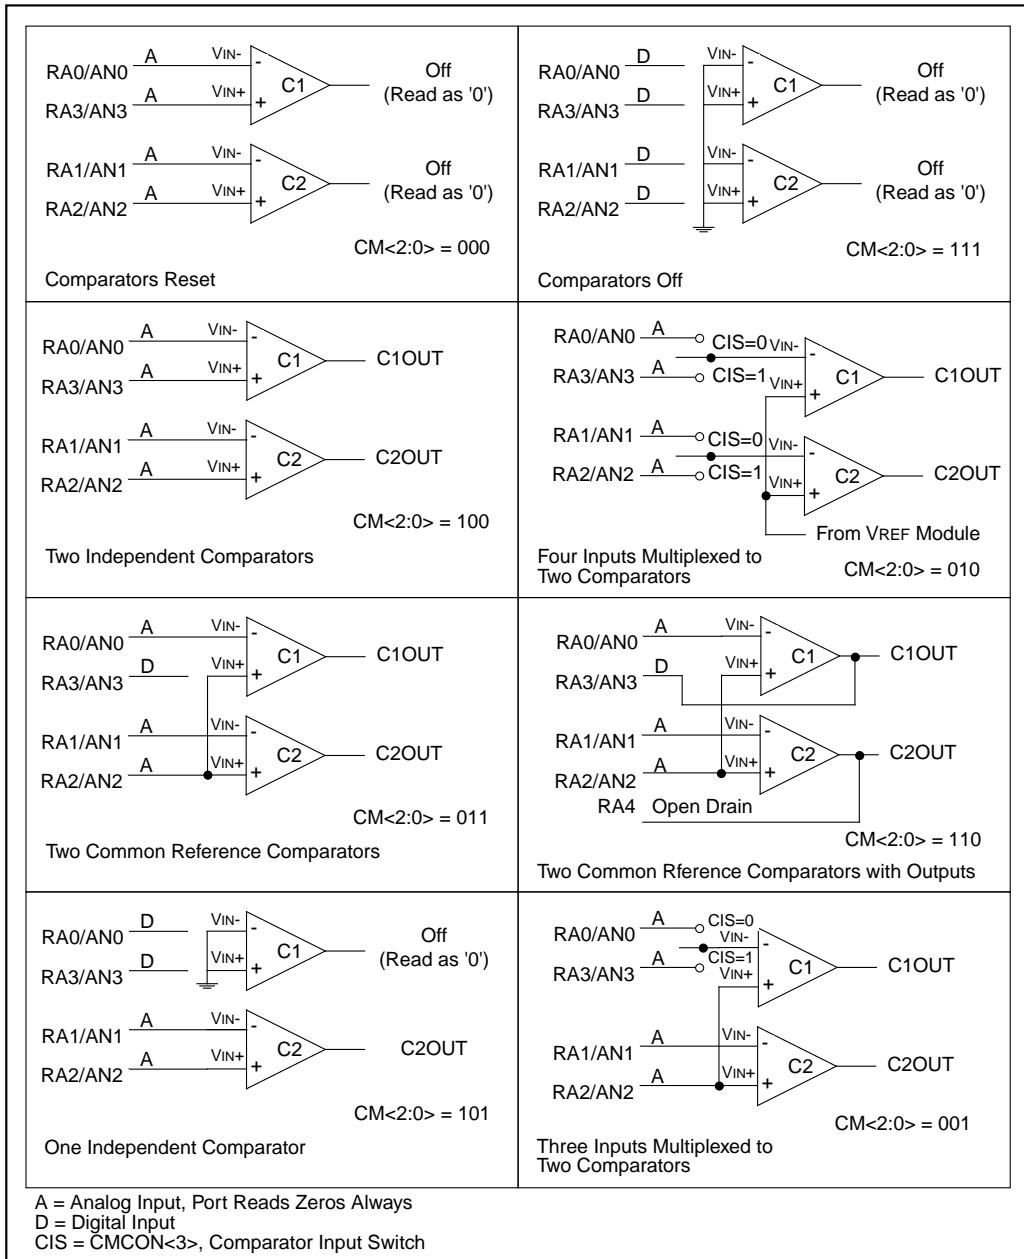 RA0/AN0 A VIN- - C1 Off
RA3/AN3 A VIN+ + (Read as '0')
RA1/AN1 A VIN- - C2 Off
RA2/AN2 A VIN+ + (Read as '0')
CM<2:0> = 000
Comparators Reset
RA0/AN0 D VIN- - C1 Off
RA3/AN3 D VIN+ + (Read as '0')
RA1/AN1 D VIN- - C2 Off
RA2/AN2 D VIN+ + (Read as '0')
CM<2:0> = 111
Comparators Off
RA0/AN0 A VIN- - C1 C1OUT
RA3/AN3 A VIN+ +
RA1/AN1 A VIN- - C2 C2OUT
RA2/AN2 A VIN+ +
CM<2:0> = 100
Two Independent Comparators
RA0/AN0 A CIS=0 VIN- - C1 C1OUT
RA3/AN3 A CIS=1 VIN+ +
RA1/AN1 A CIS=0 VIN- - C2 C2OUT
RA2/AN2 A CIS=1 VIN+ +
From VREF Module
CM<2:0> = 010
Four Inputs Multiplexed to
Two Comparators
RA0/AN0 A VIN- - C1 C1OUT
RA3/AN3 D VIN+ +
RA1/AN1 A VIN- - C2 C2OUT
RA2/AN2 A VIN+ +
CM<2:0> = 011
Two Common Reference Comparators
RA0/AN0 A VIN- - C1 C1OUT
RA3/AN3 D VIN+ +
RA1/AN1 A VIN- - C2 C2OUT
RA2/AN2 A VIN+ +
RA4 Open Drain
CM<2:0> = 110
Two Common Rference Comparators with Outputs
RA0/AN0 D VIN- - C1 Off
RA3/AN3 D VIN+ + (Read as '0')
RA1/AN1 A VIN- - C2 C2OUT
RA2/AN2 A VIN+ +
CM<2:0> = 101
One Independent Comparator
RA0/AN0 A CIS=0 VIN- - C1 C1OUT
RA3/AN3 A CIS=1 VIN+ +
RA1/AN1 A VIN- - C2 C2OUT
RA2/AN2 A VIN+ +
CM<2:0> = 001
Three Inputs Multiplexed to
Two Comparators
A = Analog Input, Port Reads Zeros Always
D = Digital Input
CIS = CMCON<3>, Comparator Input Switch